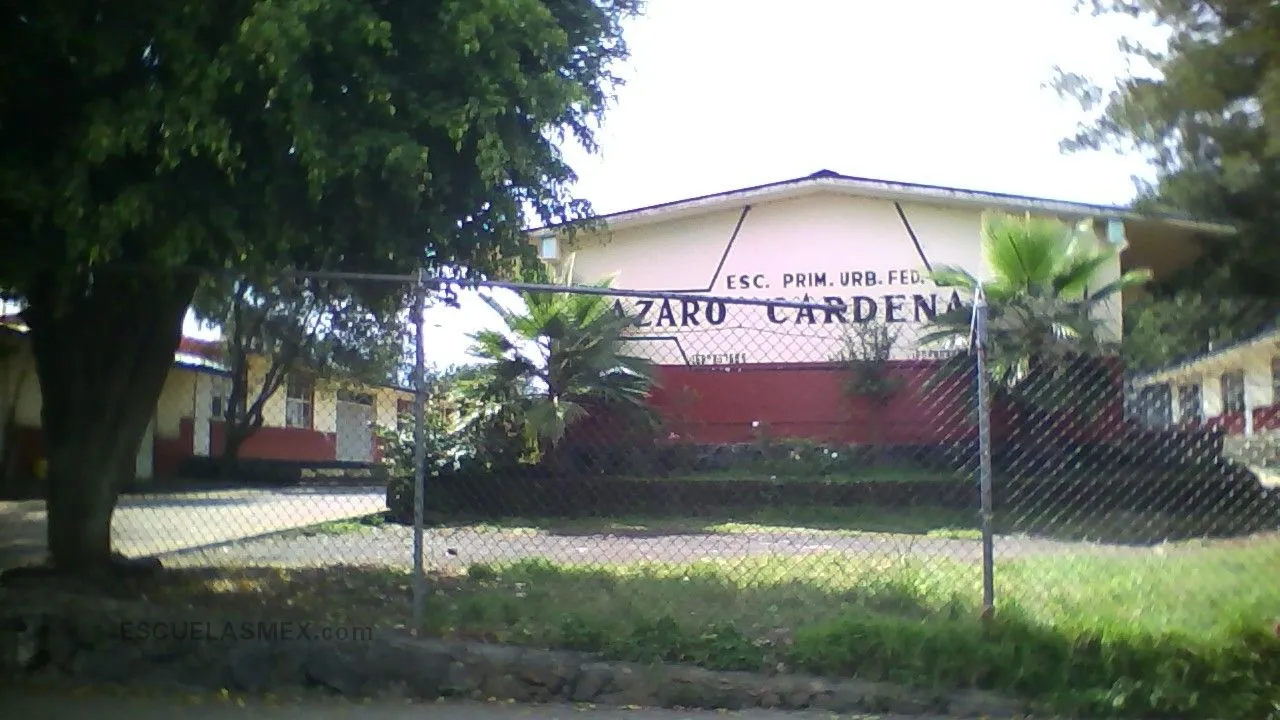 ESC. PRIM. URB. FED.
AZARO CARDENA
ESCUELASMEX.com